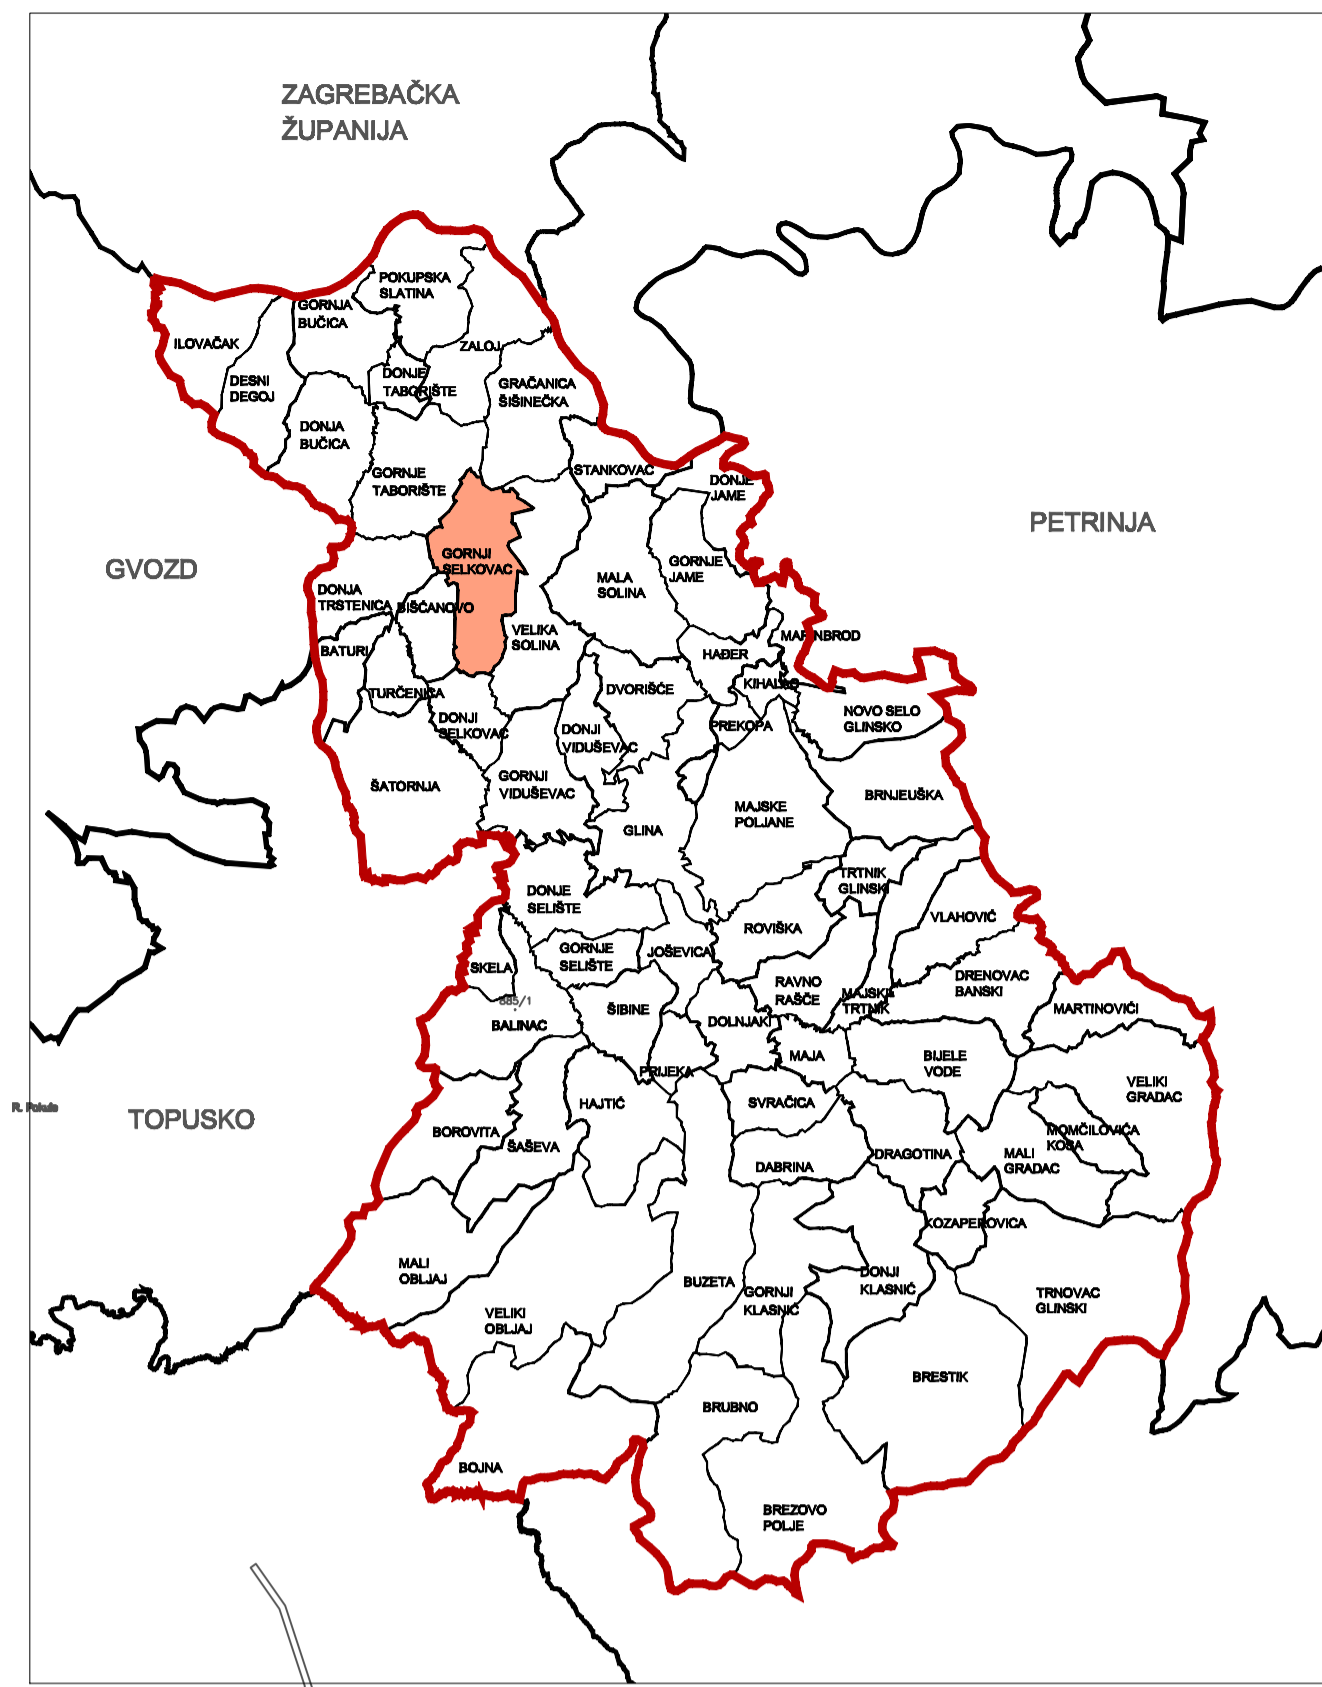 ZAGREBAČKA
ŽUPANIJA
POKUPSKA
SLATINA
GORNJA
BUČICA
ILOVAČAK
ZALOJ
DESNI
DEGOJ
DONJE
TABORIŠTE
GRAČANICA
ŠIŠINEČKA
DONJA
BUČICA
GORNJE
TABORIŠTE
STANKOVAC
DONJE
JAME
PETRINJA
GVOZD
GORNJI
SELKOVAC
GORNJE
JAME
MALA
SOLINA
DONJA
TRSTENICA
BIŠĆANOVO
VELIKA
SOLINA
MARINBROD
BATURI
HAĐER
TURČENICA
DVORIŠĆE
KIHALAC
DONJI
SELKOVAC
DONJI
VIDUŠEVAC
PREKOPA
NOVO SELO
GLINSKO
ŠATORNJA
GORNJI
VIDUŠEVAC
BRNJEUŠKA
MAJSKE
POLJANE
GLINA
TRTNIK
GLINSKI
DONJE
SELIŠTE
VLAHOVIĆ
ROVIŠKA
GORNJE
SELIŠTE
JOŠEVICA
SKELA
RAVNO
RAŠČE
MAJSKI
TRTNIK
DRENOVAC
BANSKI
885/1
BALINAC
ŠIBINE
DOLNJAKI
MARTINOVIĆI
MAJA
BIJELE
VODE
PRIJEKA
VELIKI
GRADAC
R. Pokula
TOPUSKO
HAJTIĆ
SVRAČICA
BOROVITA
ŠAŠEVA
MOMČILOVIĆA
KOSA
DRAGOTINA
MALI
GRADAC
DABRINA
KOZAPEROVICA
MALI
OBLJAJ
BUZETA
GORNJI
KLASNIĆ
DONJI
KLASNIĆ
TRNOVAC
GLINSKI
VELIKI
OBLJAJ
BRESTIK
BRUBNO
BOJNA
BREZOVO
POLJE